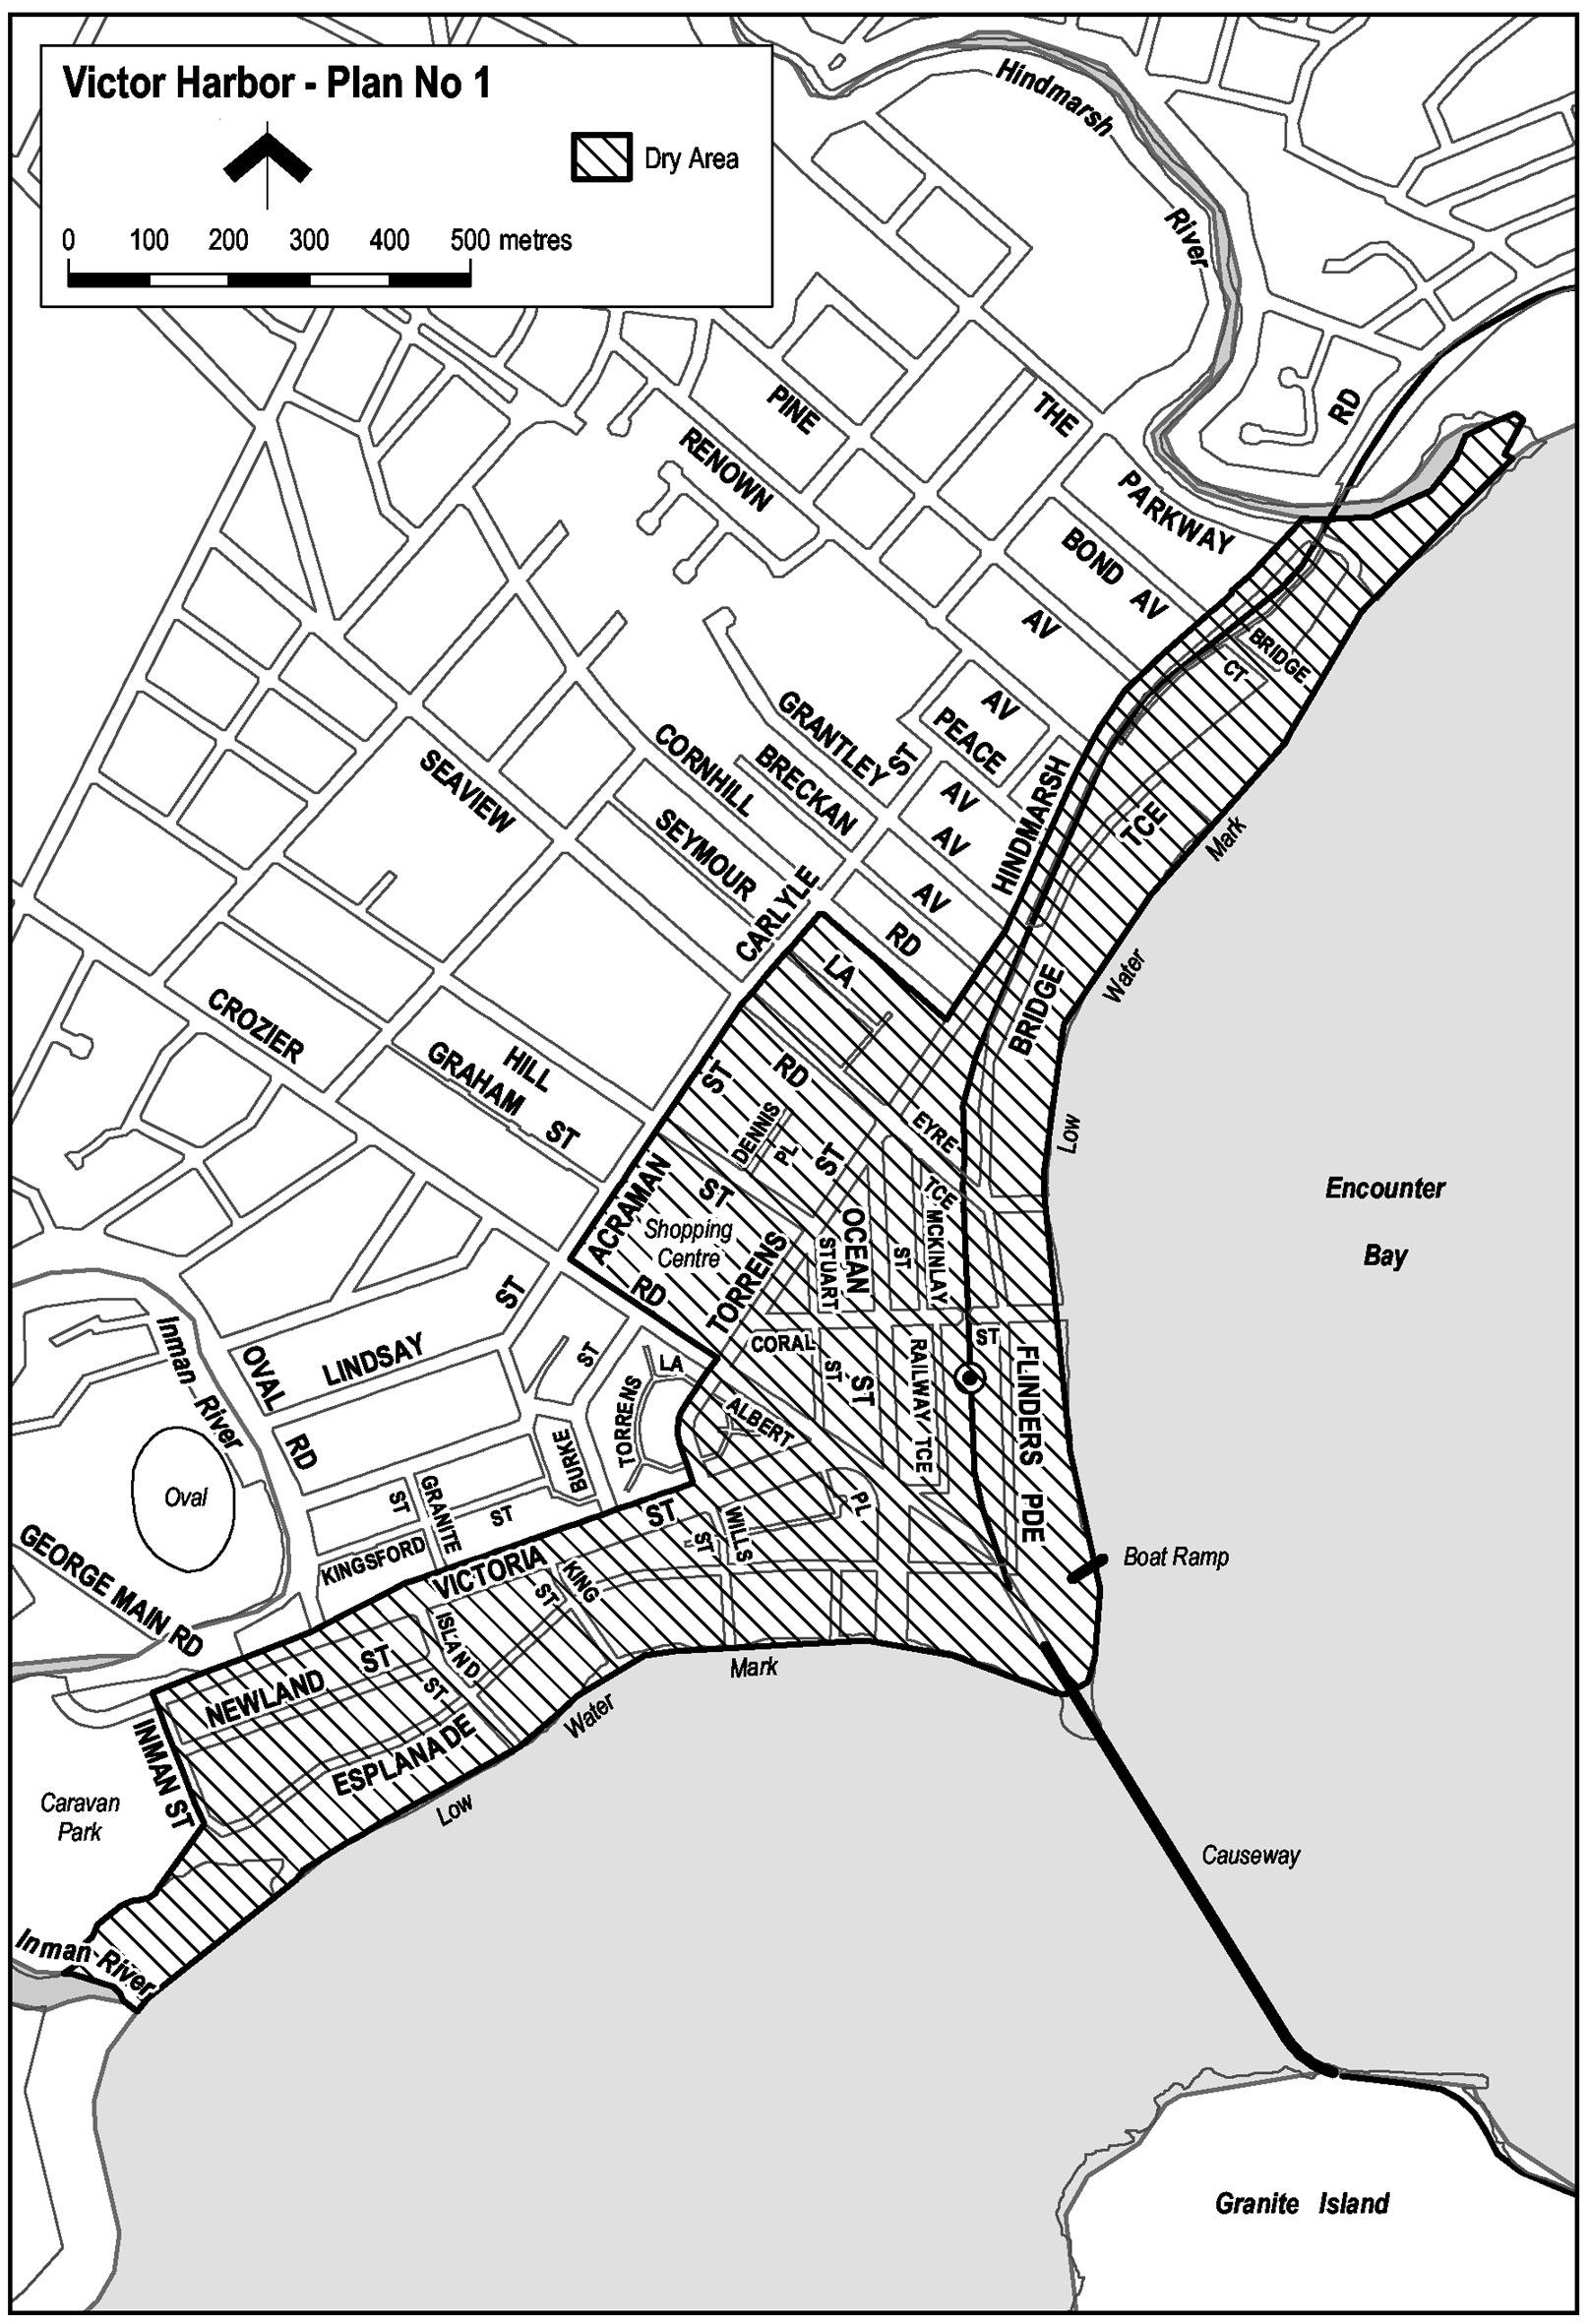 Victor Harbor - Plan No 1
Dry Area
0 100 200 300 400 500 metres
Hindmarsh
River
PINE
THE
RD
RENOWN
PARKWAY
BOND AV
AV
BRIDGE
CT
AV
GRANTLEY
ST
PEACE
CORNHILL
BRECKAN
SEAVIEW
AV
HINDMARSH
SEYMOUR
AV
TCE
Mark
CARLYLE
AV
RD
LA
Water
CROZIER
BRIDGE
HILL
GRAHAM
ST
ST
RD
DENNIS
PL
ST
EYRE
Low
ACRAMAN
ST
TCE
Encounter
Bay
Shopping
Centre
OCEAN
STUART
ST
MCKINLAY
TORRENS
RD
ST
Inman River
OVAL
LINDSAY
ST
LA
CORAL
ST
ST
ST
RAILWAY TCE
FLINDERS PDE
TORRENS
ALBERT
RD
BURKE
Oval
ST
GRANITE
ST
ST
WILLS
ST
PL
GEORGE MAIN RD
KINGSFORD
VICTORIA
KING
ST
Boat Ramp
ISLAND
ST
NEWLAND
ST
Mark
Water
INMAN ST
ESPLANADE
Low
Caravan
Park
Causeway
Inman River
Granite Island